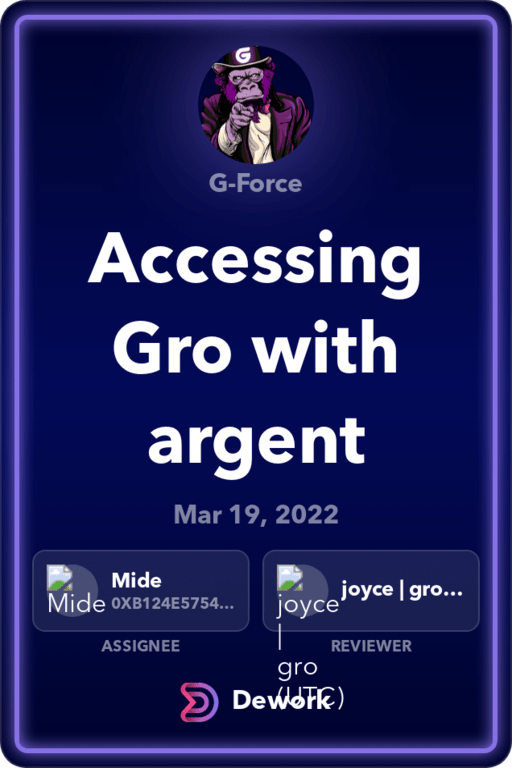 G
G-Force
Accessing
Gro with
argent
Mar 19, 2022
Mide
Mide
0XB124E5754...
ASSIGNEE
joyce
|
gro
(UTC)
joyce | gro...
REVIEWER
Dework